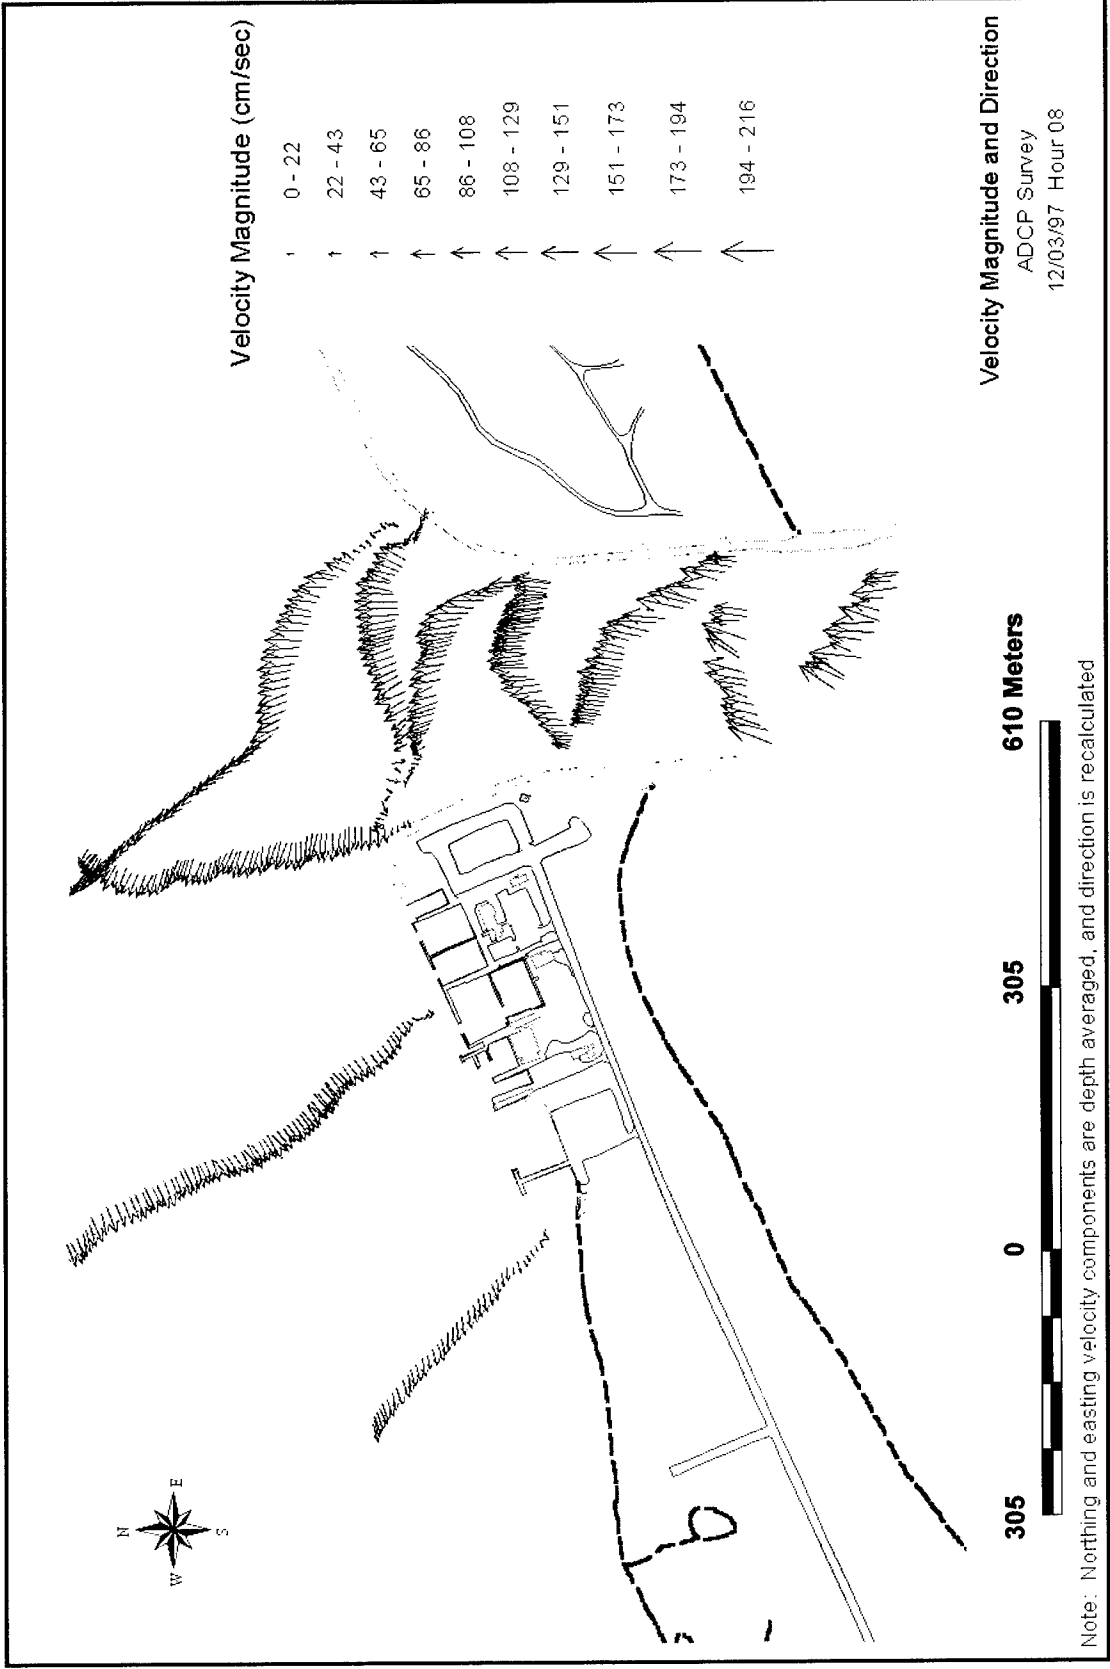 N
W
E
S
Velocity Magnitude (cm/sec)
0 - 22
22 - 43
43 - 65
65 - 86
86 - 108
108 - 129
129 - 151
151 - 173
173 - 194
194 - 216
305
0
305
610 Meters
Velocity Magnitude and Direction
ADCP Survey
12/03/97 Hour 08
Note: Northing and easting velocity components are depth averaged, and direction is recalculated